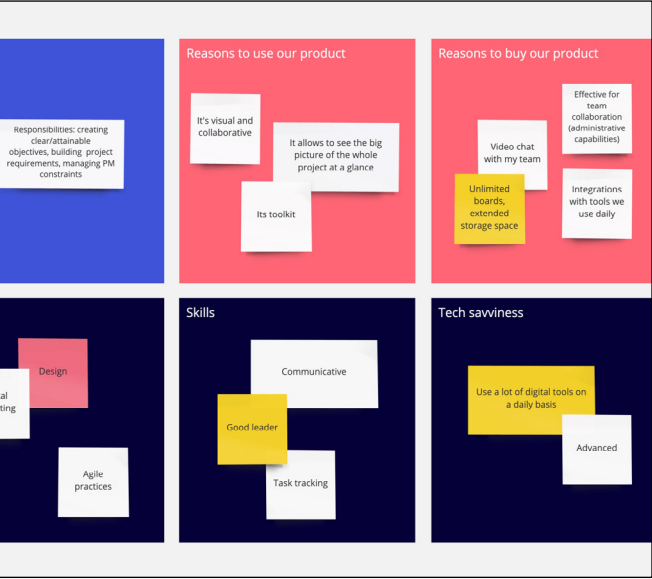 Responsibilities: creating
clear/attainable
objectives, building project
requirements, managing PM
constraints
Reasons to use our product
It's visual and
collaborative
It allows to see the big
picture of the whole
project at a glance
Its toolkit
Reasons to buy our product
Effective for
team
collaboration
(administrative
capabilities)
Video chat
with my team
Unlimited
boards,
extended
storage space
Integrations
with tools we
use daily
Design
Agile
practices
Skills
Communicative
Good leader
Task tracking
Tech savviness
Use a lot of digital tools on
a daily basis
Advanced